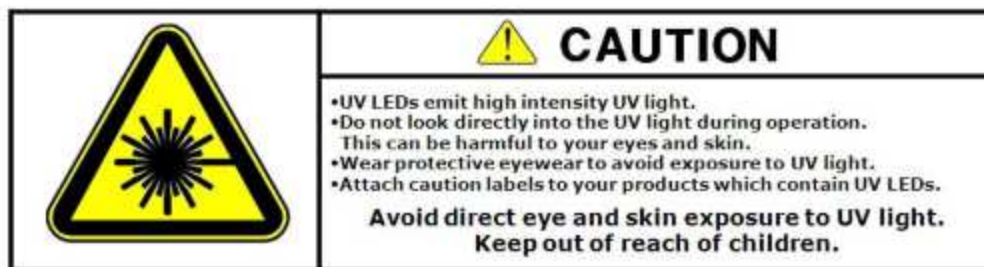 CAUTION
•UV LEDs emit high intensity UV light.
•Do not look directly into the UV light during operation.
This can be harmful to your eyes and skin.
•Wear protective eyewear to avoid exposure to UV light.
•Attach caution labels to your products which contain UV LEDs.
Avoid direct eye and skin exposure to UV light.
Keep out of reach of children.